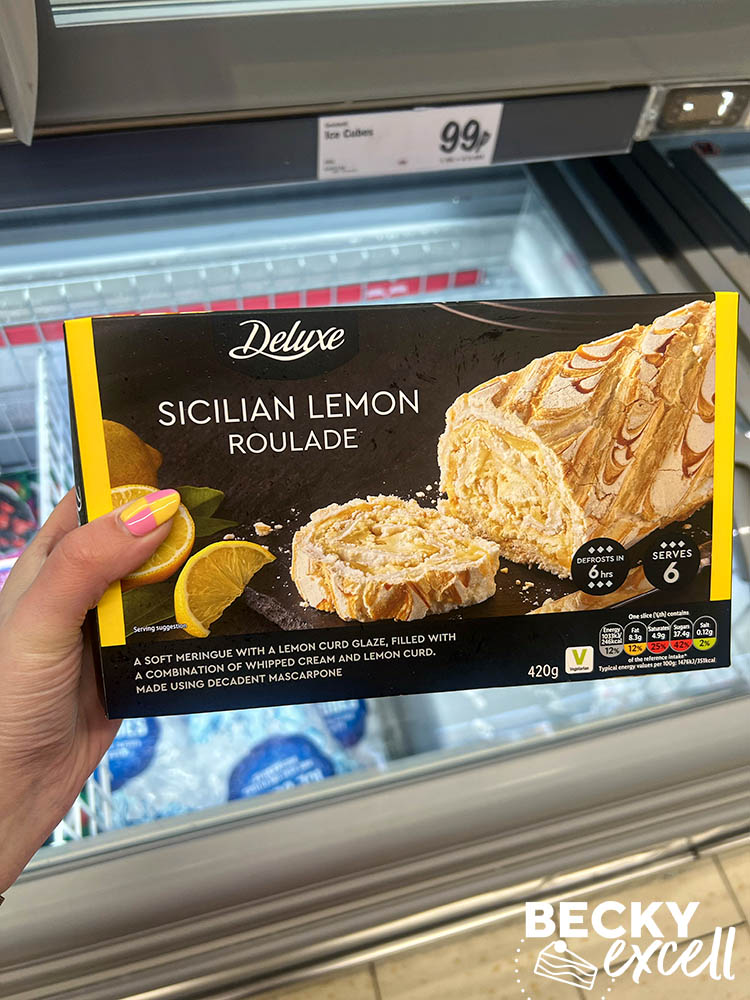 Ice Cubes
99p
Deluxe
SICILIAN LEMON
ROULADE
DEFROSTS IN
6 hrs
SERVES
6
Serving suggestion
A SOFT MERINGUE WITH A LEMON CURD GLAZE, FILLED WITH
A COMBINATION OF WHIPPED CREAM AND LEMON CURD.
MADE USING DECADENT MASCARPONE
420g
V
Vegetarian
One slice (⅙th) contains
Energy 1033kJ 246kcal 12%
Fat 8.3g 12%
Saturates 4.9g 25%
Sugars 37.4g 42%
Salt 0.12g 2%
of the reference intake*
Typical energy values per 100g: 1476kJ/351kcal
BECKY
excell